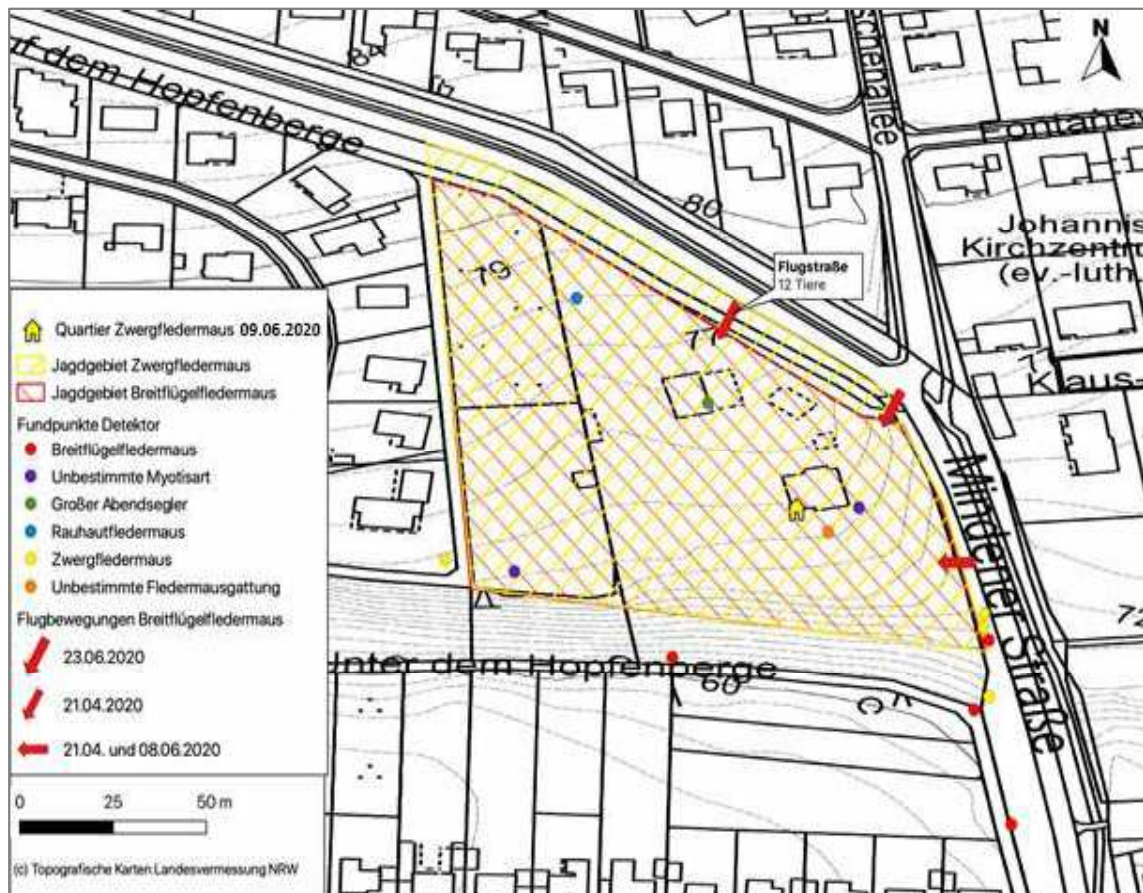 84
auf dem Hopfenberge
N
80
Johannis
Kirchzentru
(ev.-luth.
Klaus-
Flugstraße
12 Tiere
79
77
Quartier Zwergfledermaus 09.06.2020
Jagdgebiet Zwergfledermaus
Jagdgebiet Breitflügelfledermaus
Fundpunkte Detektor
Breitflügelfledermaus
Unbestimmte Myotisart
Großer Abendsegler
Rauhautfledermaus
Zwergfledermaus
Unbestimmte Fledermausgattung
Flugbewegungen Breitflügelfledermaus
23.06.2020
21.04.2020
21.04. und 08.06.2020
Mindener Straße
72
Unter dem Hopfenberge
60
0 25 50 m
(c) Topografische Karten Landesvermessung NRW